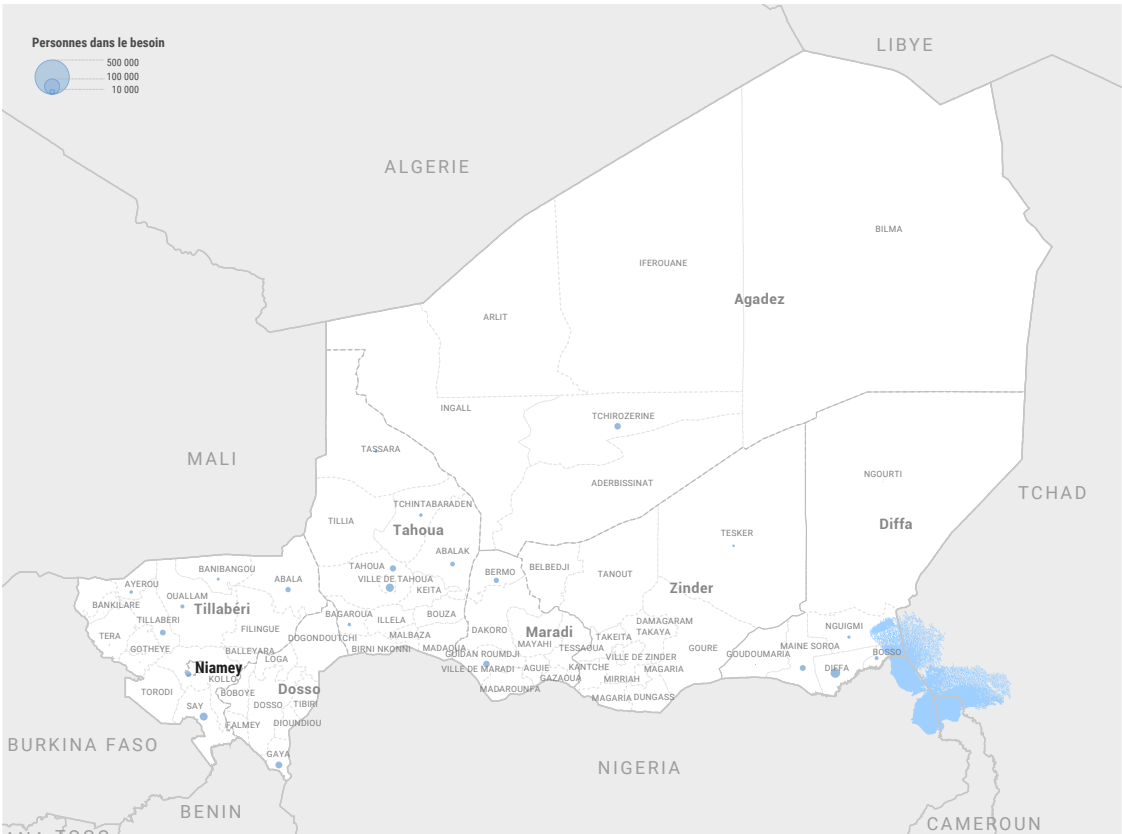 LIBYE
Personnes dans le besoin
500 000
100 000
10 000
ALGERIE
BILMA
IFEROUANE
Agadez
ARLIT
INGALL
TCHIROZERINE
TASSARA
MALI
NGOURTI
ADERBISSINAT
TCHAD
TCHINTABARADEN
TILLIA
Tahoua
Diffa
TESKER
ABALAK
TAHOUA
BANIBANGOU
BERMO
BELBEDJI
TANOUT
AYEROU
ABALA
VILLE DE TAHOUA
KEITA
Zinder
OUALLAM
BANKILARE
Tillabéri
BAGAROUA
ILLELA
BOUZA
TILLABERI
DAMAGARAM
TAKAYA
NGUIGMI
TERA
FILINGUE
DOGONDOUTCHI
MALBAZA
DAKORO
Maradi
TAKEITA
GOTHEYE
BALLEYARA
BIRNI NKONNI
MADAOUA
MAYAHI
TESSAOUA
GOURE
MAINE SOROA
GUIDAN ROUMDJI
VILLE DE ZINDER
GOUDOUMARIA
BOSSO
LOGA
Niamey
VILLE DE MARADI
AGUIE
KANTCHE
MAGARIA
DIFFA
KOLLO
GAZAOUA
MIRRIAH
TORODI
BOBOYE
Dosso
MADAROUNFA
MAGARIA
DUNGASS
SAY
DOSSO
TIBIRI
FALMEY
DIOUNDIOU
BURKINA FASO
GAYA
NIGERIA
BENIN
CAMEROUN